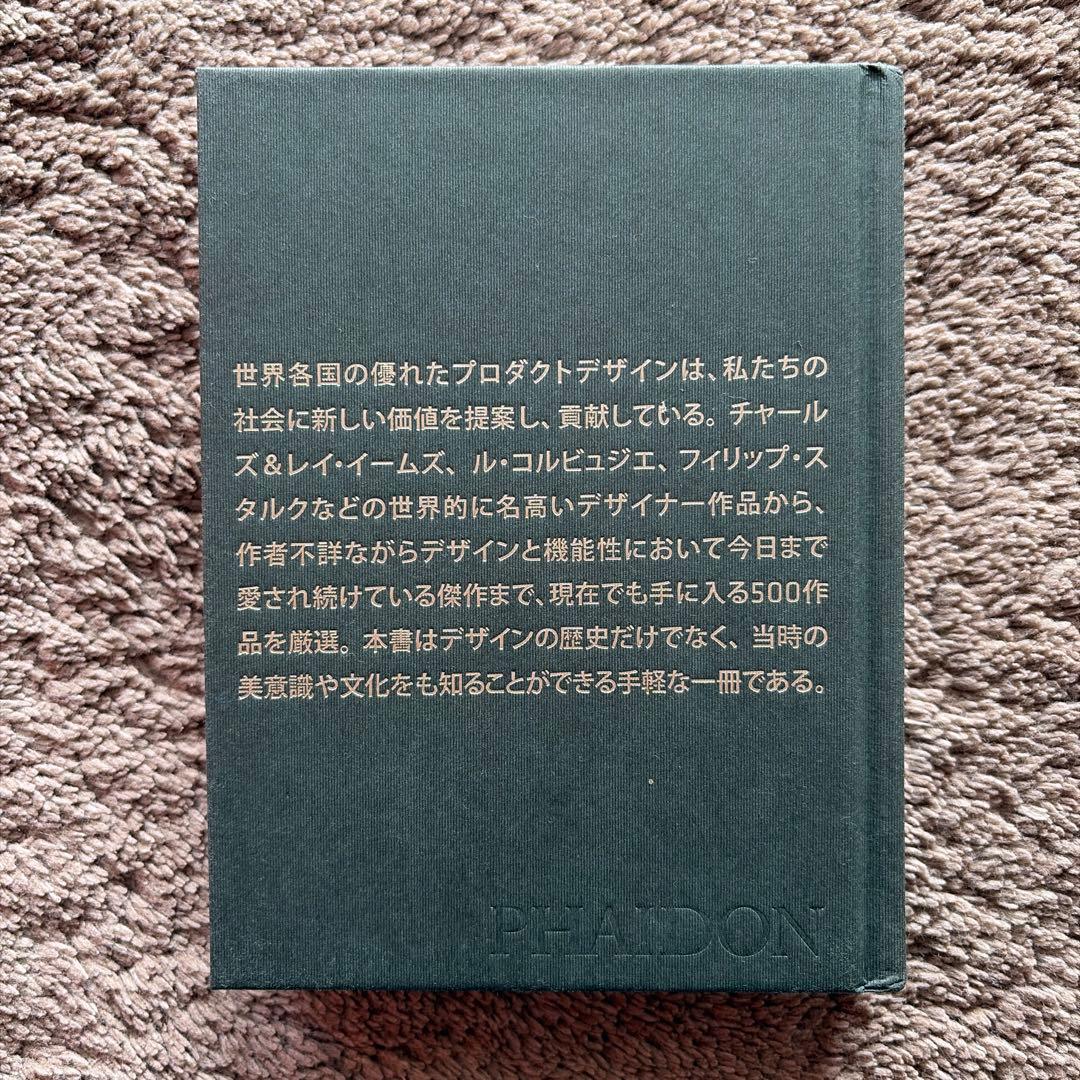 世界各国の優れたプロダクトデザインは、私たちの
社会に新しい価値を提案し、貢献している。チャール
ズ&レイ・イームズ、ル・コルビュジエ、フィリップ・ス
タルクなどの世界的に名高いデザイナー作品から、
作者不詳ながらデザインと機能性において今日まで
愛され続けている傑作まで、現在でも手に入る500作
品を厳選。本書はデザインの歴史だけでなく、当時の
美意識や文化をも知ることができる手軽な一冊である。
PHAIDON